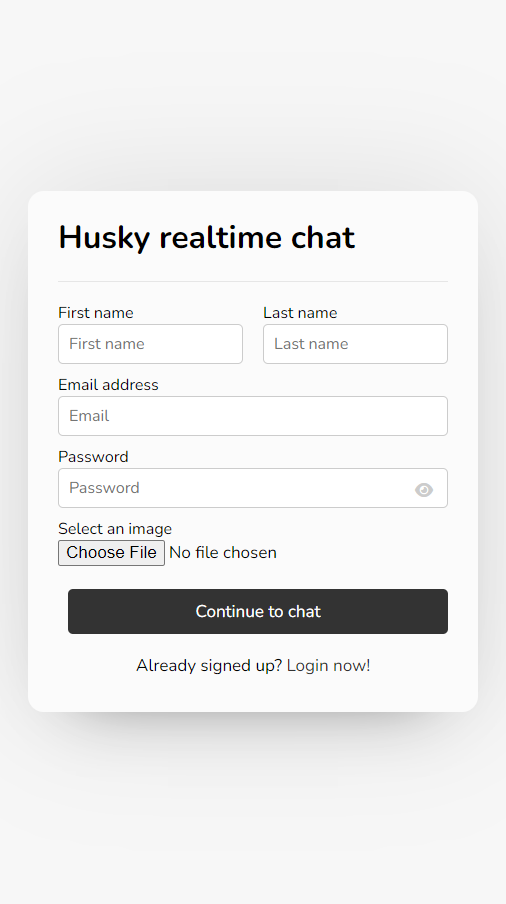 Husky realtime chat
First name Last name
First name Last name
Email address
Email
Password
Password
Select an image
Choose File No file chosen
Continue to chat
Already signed up? Login now!